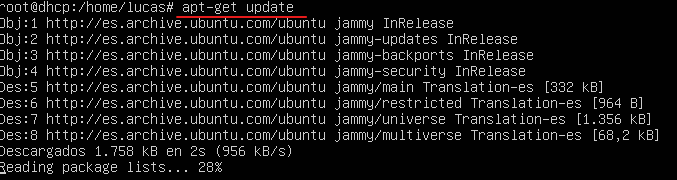 root@dhcp:/home/lucas# apt-get update
Obj:1 http://es.archive.ubuntu.com/ubuntu jammy InRelease
Obj:2 http://es.archive.ubuntu.com/ubuntu jammy-updates InRelease
Obj:3 http://es.archive.ubuntu.com/ubuntu jammy-backports InRelease
Obj:4 http://es.archive.ubuntu.com/ubuntu jammy-security InRelease
Des:5 http://es.archive.ubuntu.com/ubuntu jammy/main Translation-es [332 kB]
Des:6 http://es.archive.ubuntu.com/ubuntu jammy/restricted Translation-es [964 B]
Des:7 http://es.archive.ubuntu.com/ubuntu jammy/universe Translation-es [1.356 kB]
Des:8 http://es.archive.ubuntu.com/ubuntu jammy/multiverse Translation-es [68,2 kB]
Descargados 1.758 kB en 2s (956 kB/s)
Reading package lists... 28%